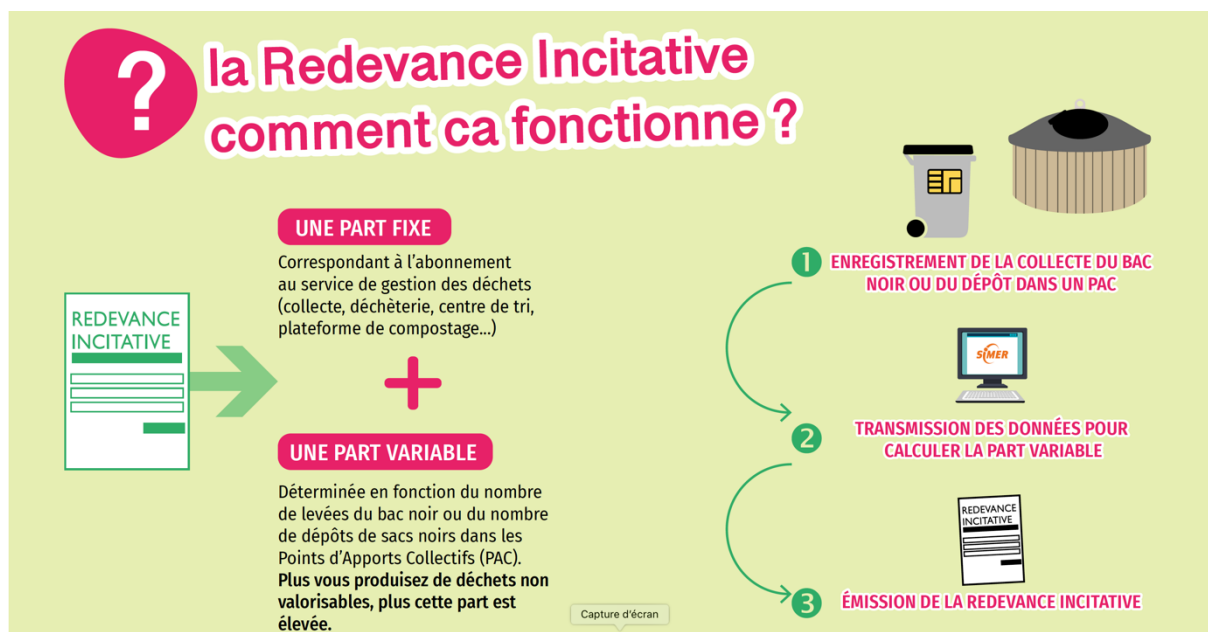 ?
la Redevance Incitative
comment ca fonctionne ?
REDEVANCE
INCITATIVE
UNE PART FIXE
Correspondant à l'abonnement
au service de gestion des déchets
(collecte, déchèterie, centre de tri,
plateforme de compostage...)
+
UNE PART VARIABLE
Déterminée en fonction du nombre
de levées du bac noir ou du nombre
de dépôts de sacs noirs dans les
Points d'Apports Collectifs (PAC).
Plus vous produisez de déchets non
valorisables, plus cette part est
élevée.
1 ENREGISTREMENT DE LA COLLECTE DU BAC
NOIR OU DU DÉPÔT DANS UN PAC
SIMER
2 TRANSMISSION DES DONNÉES POUR
CALCULER LA PART VARIABLE
REDEVANCE
INCITATIVE
3 ÉMISSION DE LA REDEVANCE INCITATIVE
Capture d'écran